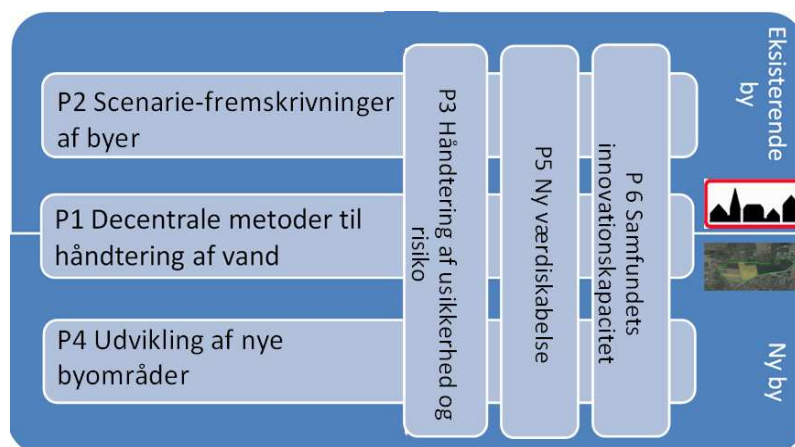 P2 Scenarie-fremskrivninger
af byer
P1 Decentrale metoder til
håndtering af vand
P4 Udvikling af nye
byområder
P3 Håndtering af usikkerhed og
risiko
P5 Ny værdiskabelse
P 6 Samfundets
innovationskapacitet
Eksisterende
by
Ny by